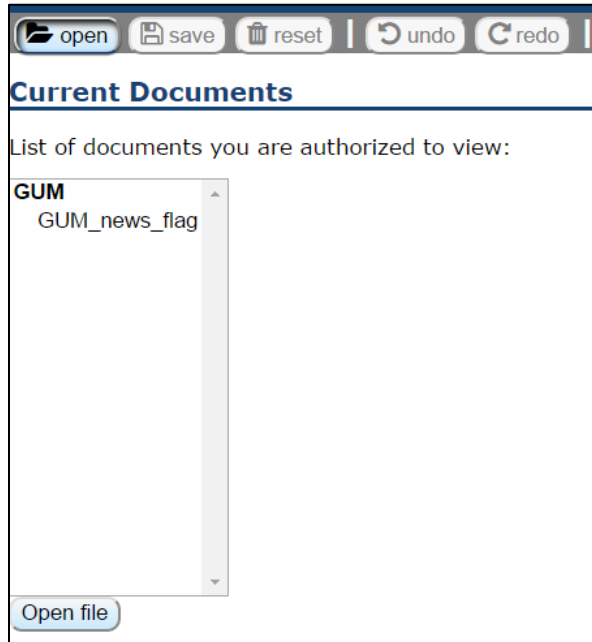 open save reset undo redo
Current Documents
List of documents you are authorized to view:
GUM
GUM_news_flag
Open file